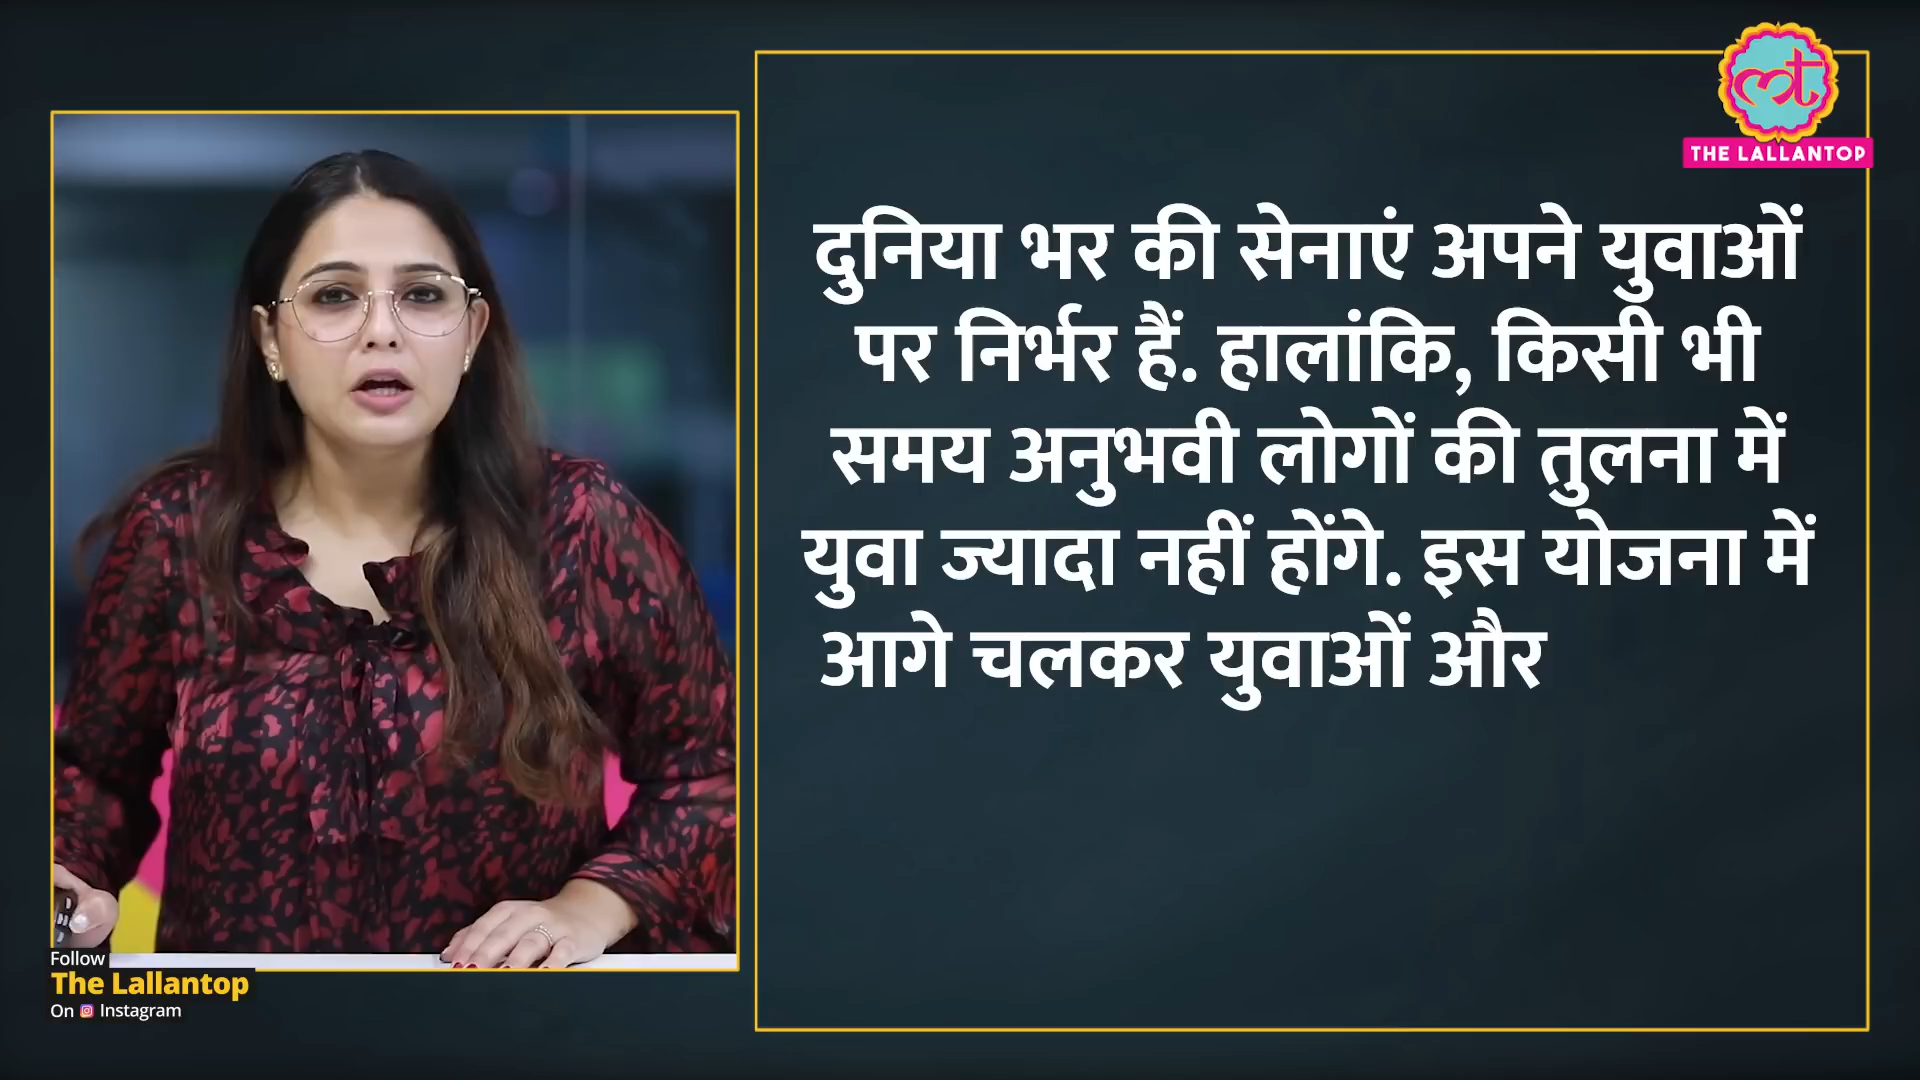 THE LALLANTOP
दुनिया भर की सेनाएं अपने युवाओं
पर निर्भर हैं. हालांकि, किसी भी
समय अनुभवी लोगों की तुलना में
युवा ज्यादा नहीं होंगे. इस योजना में
आगे चलकर युवाओं और
Follow
The Lallantop
On Instagram